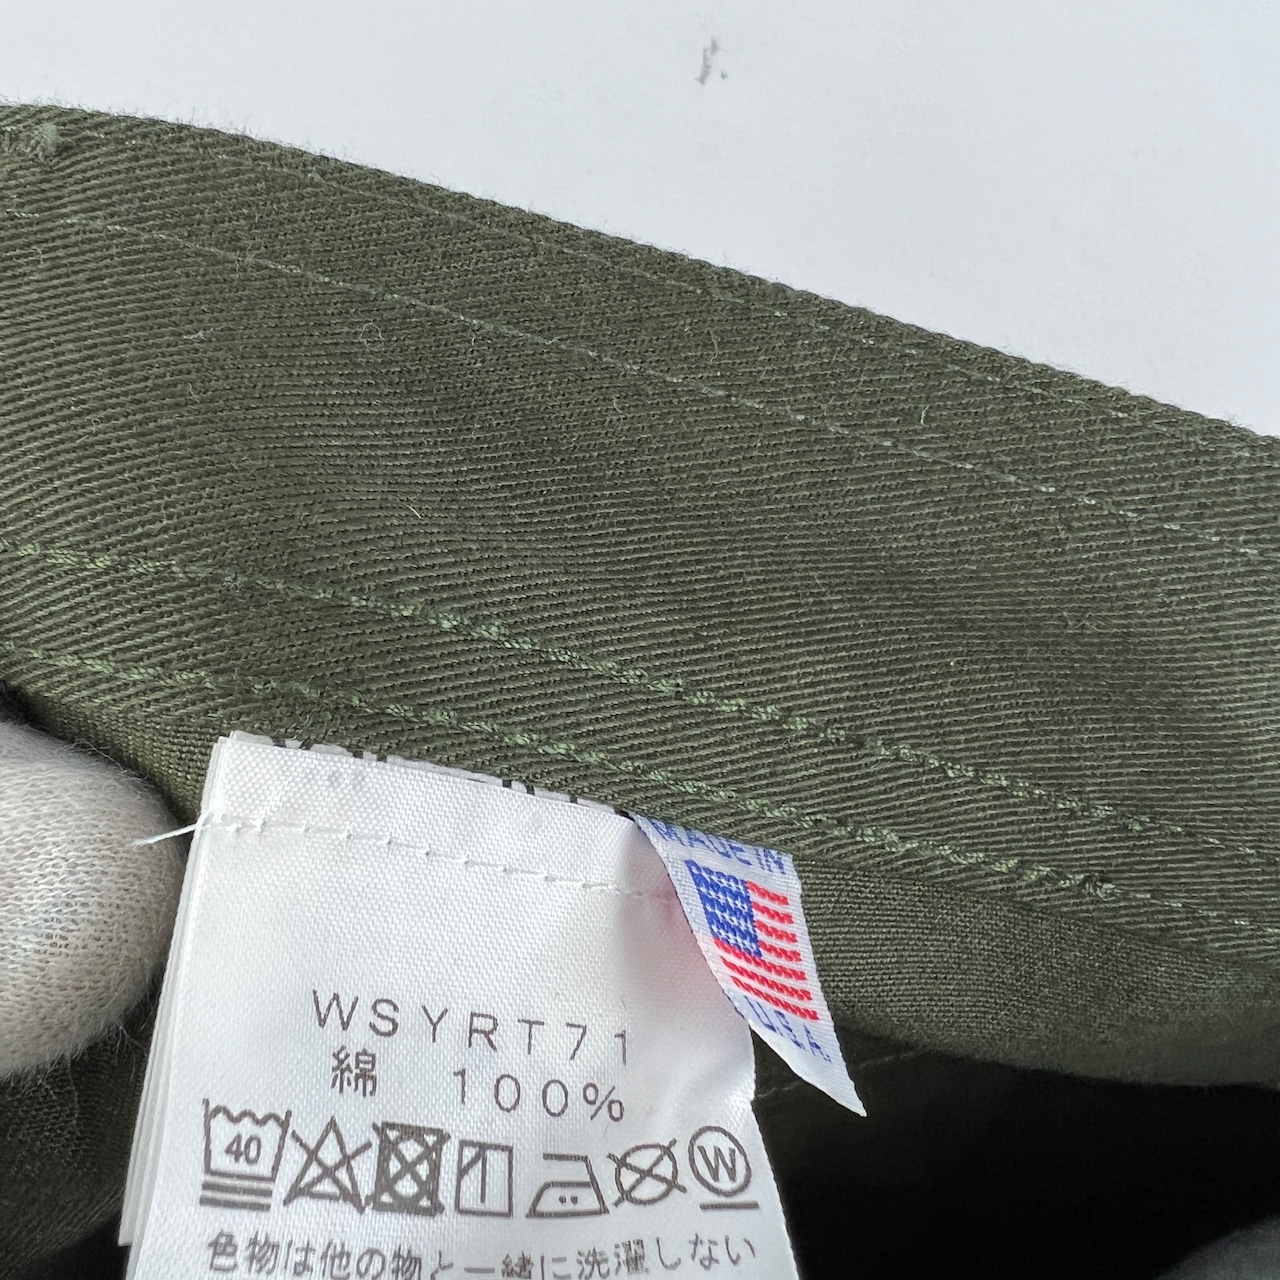 MADE IN
U.S.A.
WSYRT71
綿 100%
40
W
色物は他の物と一緒に洗濯しない